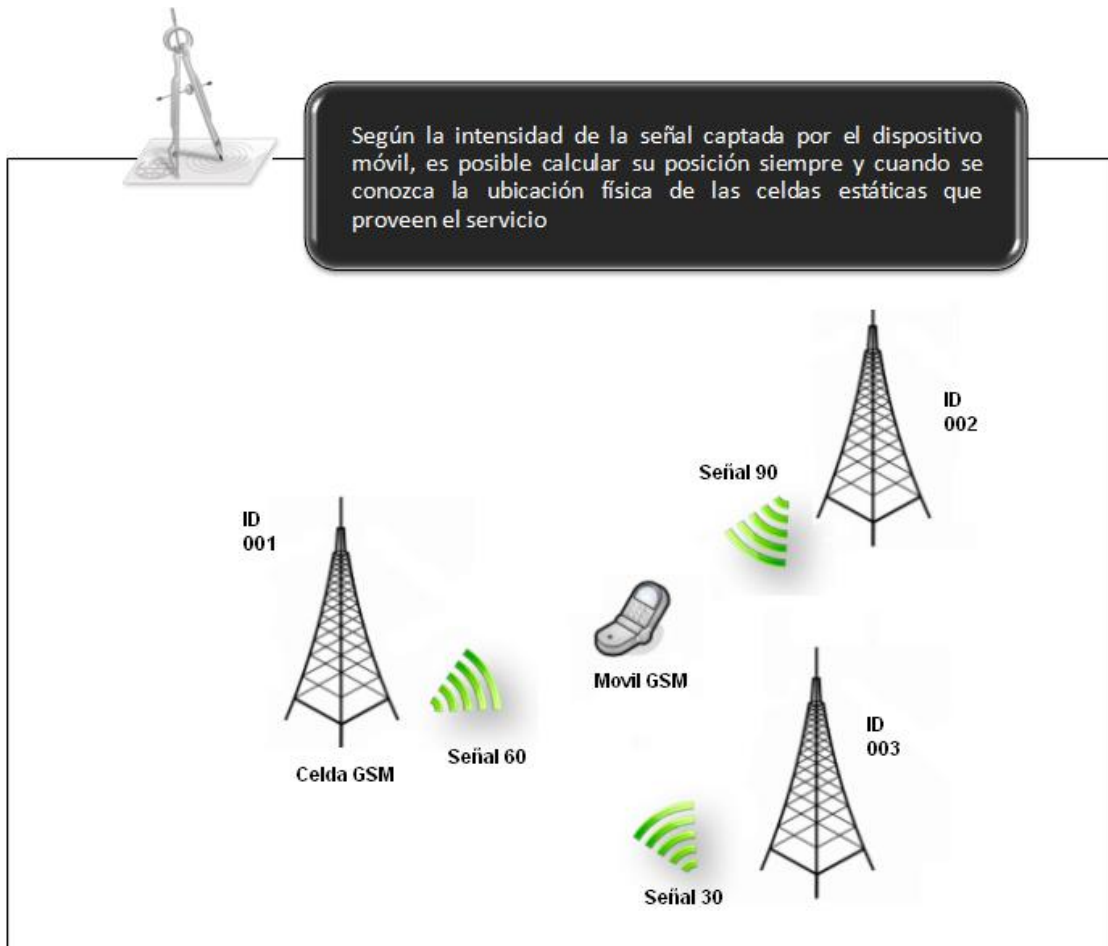 Según la intensidad de la señal captada por el dispositivo
móvil, es posible calcular su posición siempre y cuando se
conozca la ubicación física de las celdas estáticas que
proveen el servicio
ID
002
Señal 90
ID
001
Movil GSM
ID
003
Señal 60
Celda GSM
Señal 30